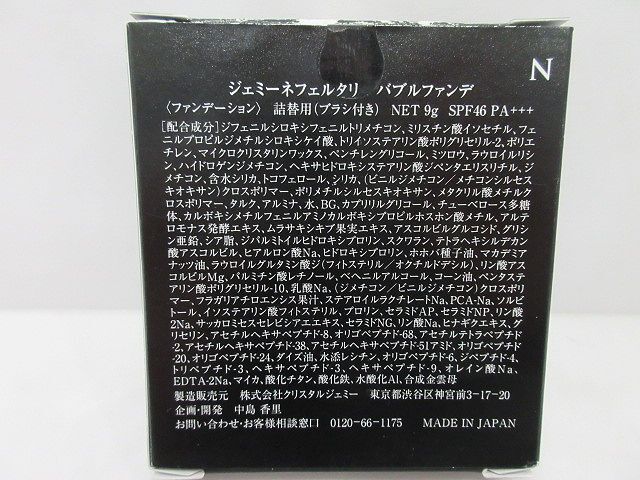 N
ジェミーネフェルタリ バブルファンデ
〈ファンデーション〉 詰替用(ブラシ付き) NET 9g SPF46 PA+++
[配合成分]ジフェニルシロキシフェニルトリメチコン、ミリスチン酸イソセチル、フェ
ニルプロピルジメチルシロキシケイ酸、トリイソステアリン酸ポリグリセリル-2、ポリエ
チレン、マイクロクリスタリンワックス、ペンチレングリコール、ミツロウ、ラウロイルリシ
ン、ハイドロゲンジメチコン、ヘキサヒドロキシステアリン酸ジペンタエリスリチル、ジ
メチコン、含水シリカ、トコフェロール、シリカ、(ビニルジメチコン/メチコンシルセス
キオキサン)クロスポリマー、ポリメチルシルセスキオキサン、メタクリル酸メチルク
ロスポリマー、タルク、アルミナ、水、BG、カプリリルグリコール、チューベロース多糖
体、カルボキシメチルフェニルアミノカルボキシプロピルホスホン酸メチル、アルテ
ロモナス発酵エキス、ムラサキシキブ果実エキス、アスコルビルグルコシド、グリシ
ン亜鉛、シア脂、ジパルミトイルヒドロキシプロリン、スクワラン、テトラヘキシルデカン
酸アスコルビル、ヒアルロン酸Na、ヒドロキシプロリン、ホホバ種子油、マカデミア
ナッツ油、ラウロイルグルタミン酸ジ(フィトステリル/オクチルドデシル)、リン酸アス
コルビルMg、パルミチン酸レチノール、ベヘニルアルコール、コーン油、ペンタステ
アリン酸ポリグリセリル-10、乳酸Na、(ジメチコン/ビニルジメチコン)クロスポリ
マー、フラガリアチロエンシス果汁、ステアロイルラクチレートNa、PCA-Na、ソルビ
トール、イソステアリン酸フィトステリル、プロリン、セラミドAP、セラミドNP、リン酸
2Na、サッカロミセスセレビシアエエキス、セラミドNG、リン酸Na、ヒナギクエキス、グ
リセリン、アセチルヘキサペプチド-8、オリゴペプチド-68、アセチルテトラペプチド
-2、アセチルヘキサペプチド-38、アセチルヘキサペプチド-51アミド、オリゴペプチド
-20、オリゴペプチド-24、ダイズ油、水添レシチン、オリゴペプチド-6、ジペプチド-4、
トリペプチド-3、ヘキサペプチド-3、ヘキサペプチド-9、オレイン酸Na、
EDTA-2Na、マイカ、酸化チタン、酸化鉄、水酸化Al、合成金雲母
製造販売元 株式会社クリスタルジェミー 東京都渋谷区神宮前3-17-20
企画・開発 中島 香里
お問い合わせ・お客様相談窓口 0120-66-1175 MADE IN JAPAN